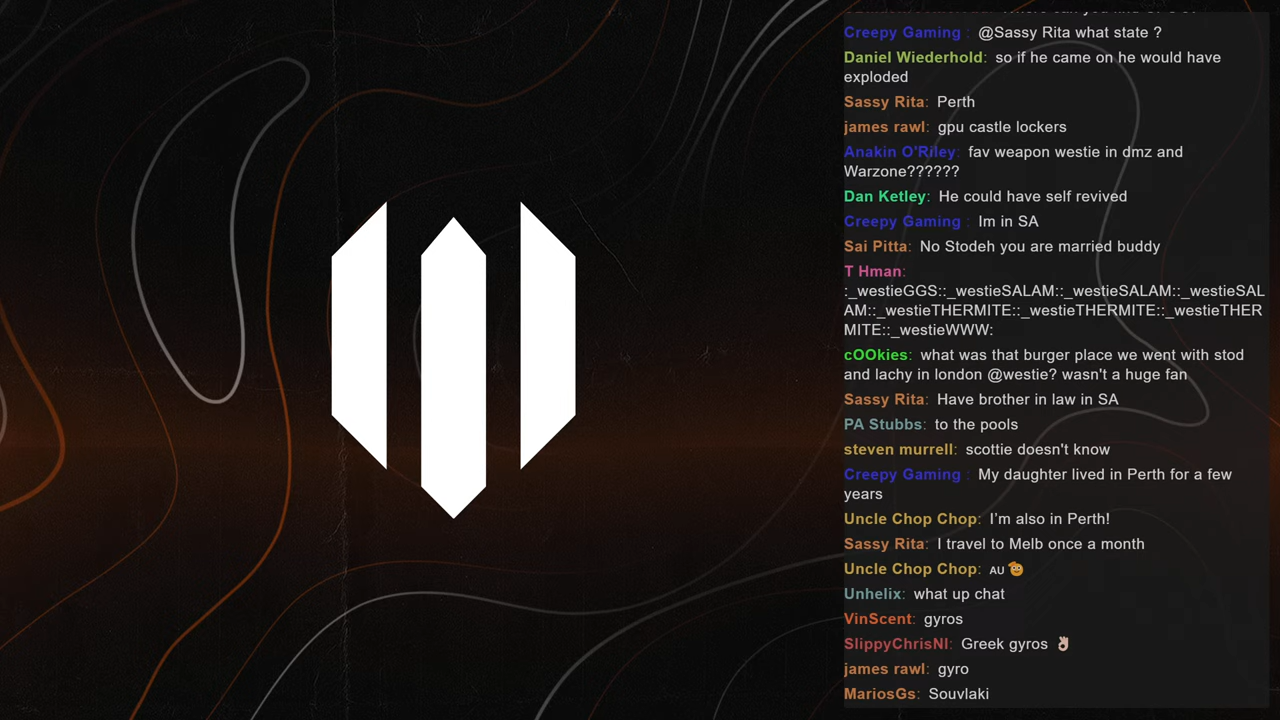 Creepy Gaming : @Sassy Rita what state ?
Daniel Wiederhold: so if he came on he would have
exploded
Sassy Rita: Perth
james rawl: gpu castle lockers
Anakin O'Riley: fav weapon westie in dmz and
Warzone??????
Dan Ketley: He could have self revived
Creepy Gaming : Im in SA
Sai Pitta: No Stodeh you are married buddy
T Hman:
:_westieGGS::_westieSALAM::_westieSALAM::_westieSAL
AM::_westieTHERMITE::_westieTHERMITE::_westieTHER
MITE::_westieWWW:
cOOkies: what was that burger place we went with stod
and lachy in london @westie? wasn't a huge fan
Sassy Rita: Have brother in law in SA
PA Stubbs: to the pools
steven murrell: scottie doesn't know
Creepy Gaming : My daughter lived in Perth for a few
years
Uncle Chop Chop: I'm also in Perth!
Sassy Rita: I travel to Melb once a month
Uncle Chop Chop: AU
Unhelix: what up chat
VinScent: gyros
SlippyChrisNI: Greek gyros 👌🏼
james rawl: gyro
MariosGs: Souvlaki